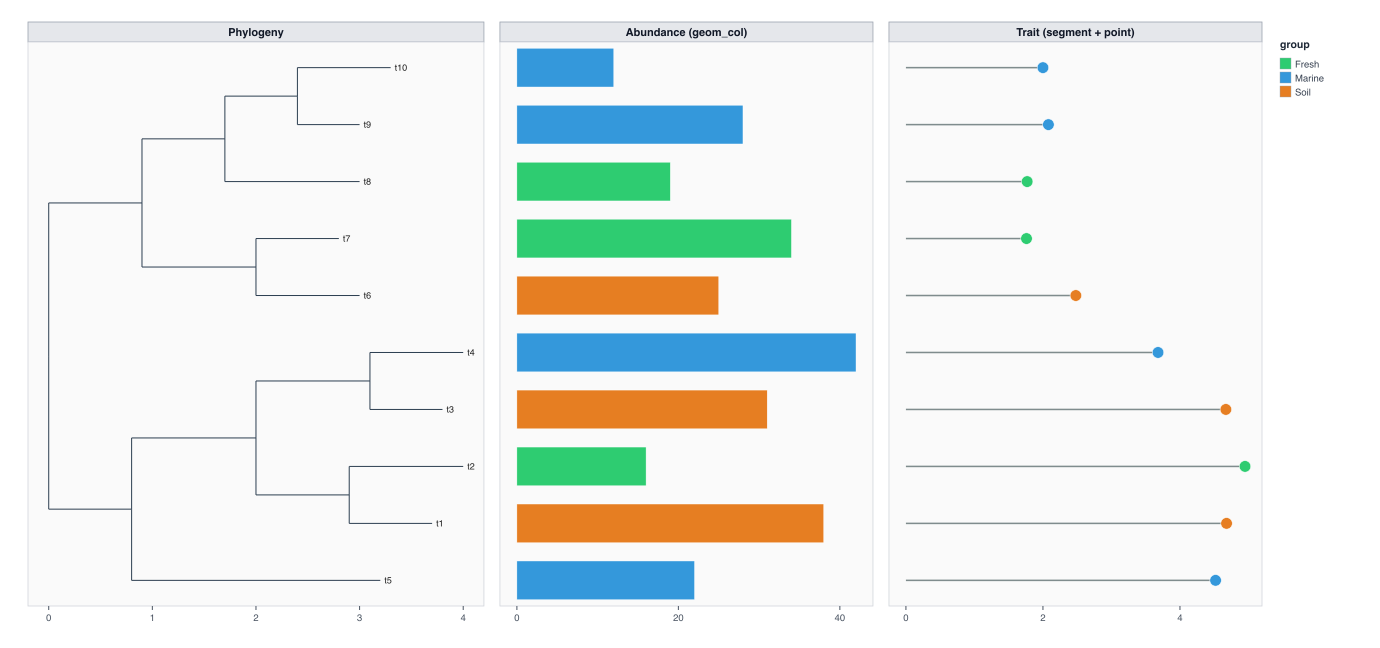 Phylogeny
Abundance (geom_col)
Trait (segment + point)
group
Fresh
Marine
Soil
t10
t9
t8
t7
t6
t4
t3
t2
t1
t5
0 1 2 3 4
0 20 40
0 2 4